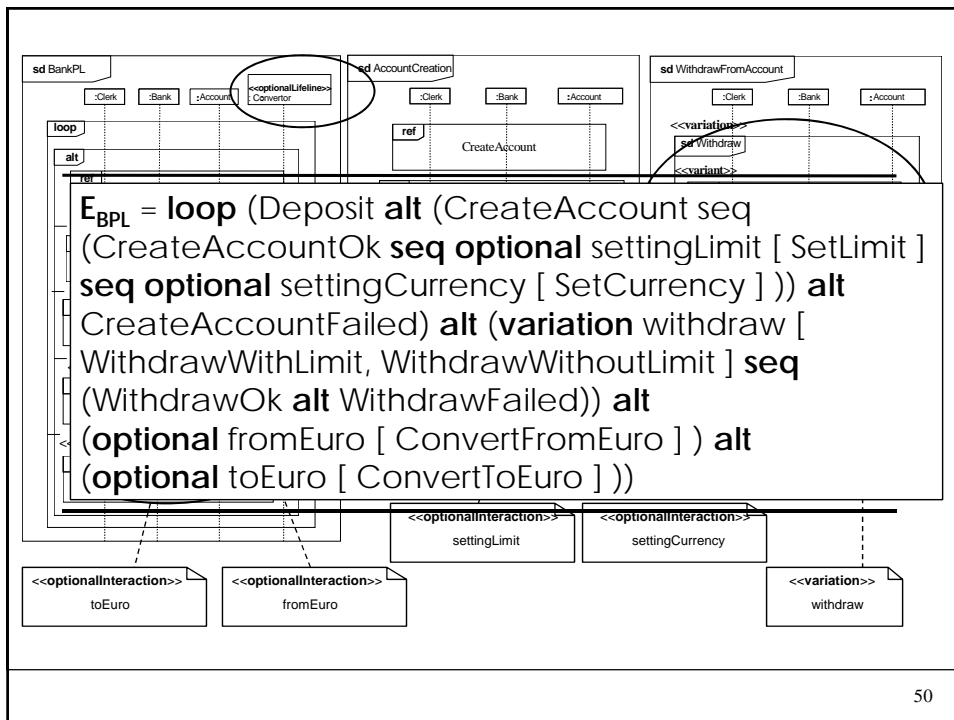 sd BankPL
:Clerk :Bank :Account <<optionalLifeline>>
: Convertor
loop
alt
ref
sd AccountCreation
:Clerk :Bank :Account
ref
CreateAccount
sd WithdrawFromAccount
:Clerk :Bank :Account
<<variation>>
sd Withdraw
<<variant>>
E_BPL = loop (Deposit alt (CreateAccount seq
(CreateAccountOk seq optional settingLimit [ SetLimit ]
seq optional settingCurrency [ SetCurrency ] )) alt
CreateAccountFailed) alt (variation withdraw [
WithdrawWithLimit, WithdrawWithoutLimit ] seq
(WithdrawOk alt WithdrawFailed)) alt
(optional fromEuro [ ConvertFromEuro ] ) alt
(optional toEuro [ ConvertToEuro ] ))
<<optionalInteraction>>
settingLimit
<<optionalInteraction>>
settingCurrency
<<optionalInteraction>>
toEuro
<<optionalInteraction>>
fromEuro
<<variation>>
withdraw
50